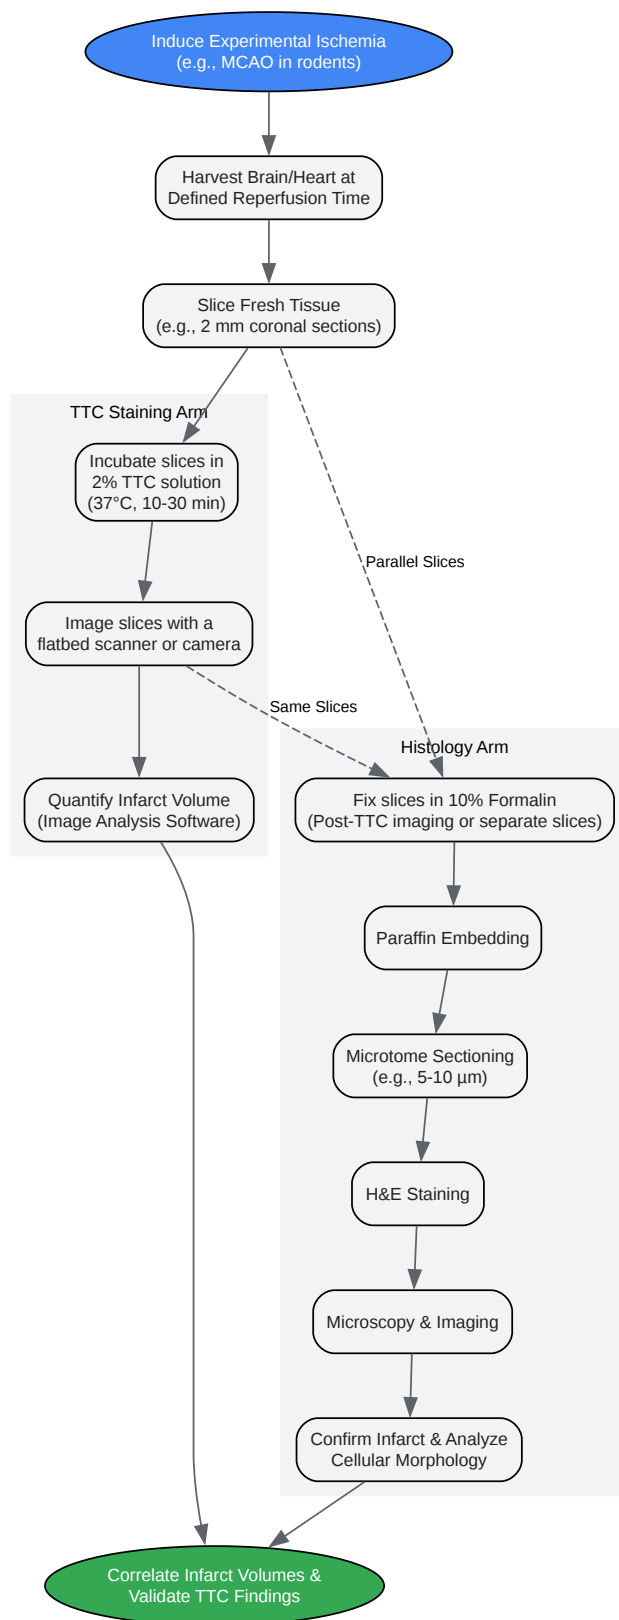 Induce Experimental Ischemia
(e.g., MCAO in rodents)
Harvest Brain/Heart at
Defined Reperfusion Time
Slice Fresh Tissue
(e.g., 2 mm coronal sections)
TTC Staining Arm
Incubate slices in
2% TTC solution
(37°C, 10-30 min)
Parallel Slices
Image slices with a
flatbed scanner or camera
Same Slices
Histology Arm
Quantify Infarct Volume
(Image Analysis Software)
Fix slices in 10% Formalin
(Post-TTC imaging or separate slices)
Paraffin Embedding
Microtome Sectioning
(e.g., 5-10 µm)
H&E Staining
Microscopy & Imaging
Confirm Infarct & Analyze
Cellular Morphology
Correlate Infarct Volumes &
Validate TTC Findings